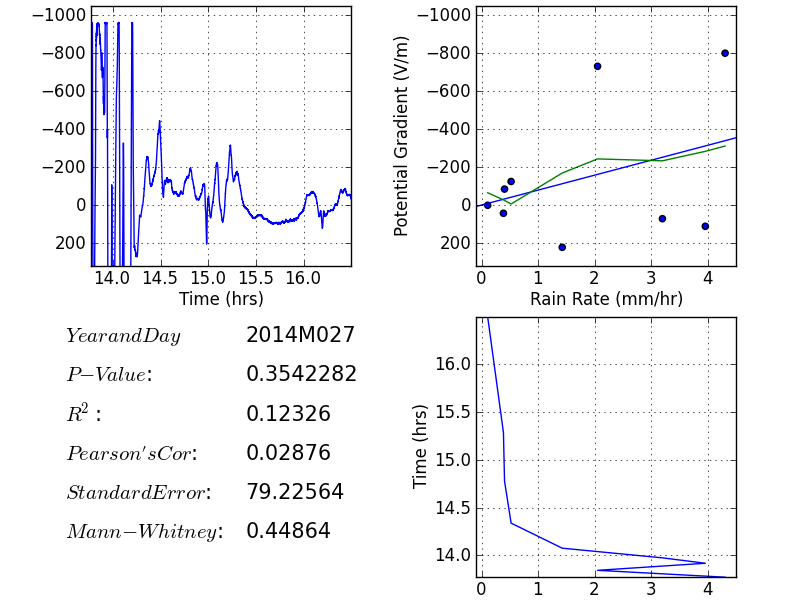 −1000
−800
−600
−400
−200
0
200
14.0 14.5 15.0 15.5 16.0
Time (hrs)
Potential Gradient (V/m)
−1000
−800
−600
−400
−200
0
200
0 1 2 3 4
Rain Rate (mm/hr)
YearandDay 2014M027
P−Value: 0.3542282
R²: 0.12326
Pearson'sCor: 0.02876
StandardError: 79.22564
Mann−Whitney: 0.44864
Time (hrs)
16.0
15.5
15.0
14.5
14.0
0 1 2 3 4